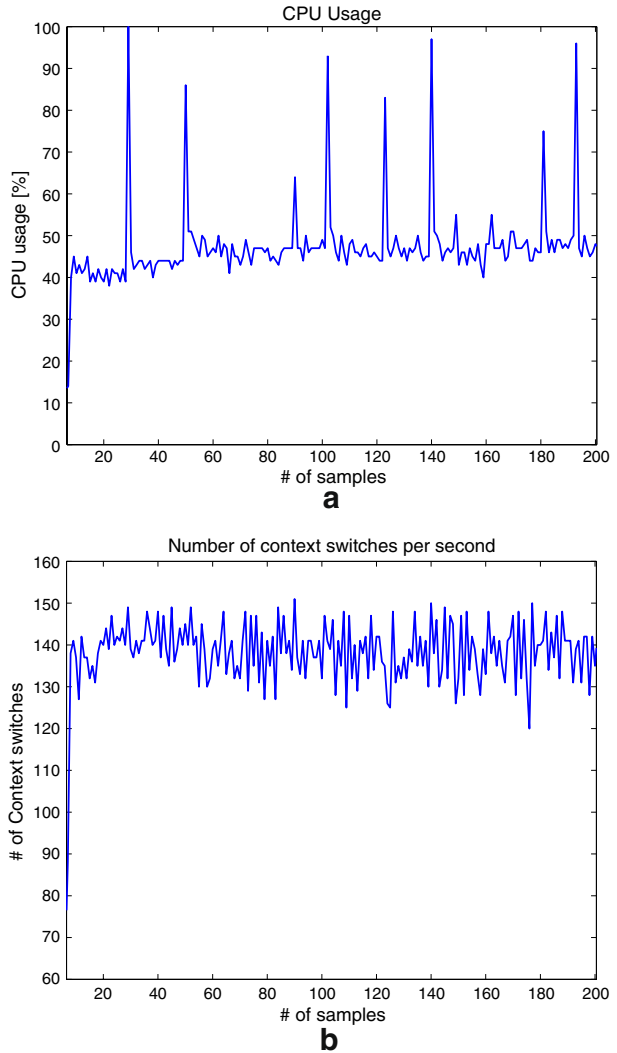 CPU Usage
100
90
80
70
60
50
40
30
20
10
0
CPU usage [%]
20 40 60 80 100 120 140 160 180 200
# of samples
a
Number of context switches per second
160
150
140
130
120
110
100
90
80
70
60
# of Context switches
20 40 60 80 100 120 140 160 180 200
# of samples
b